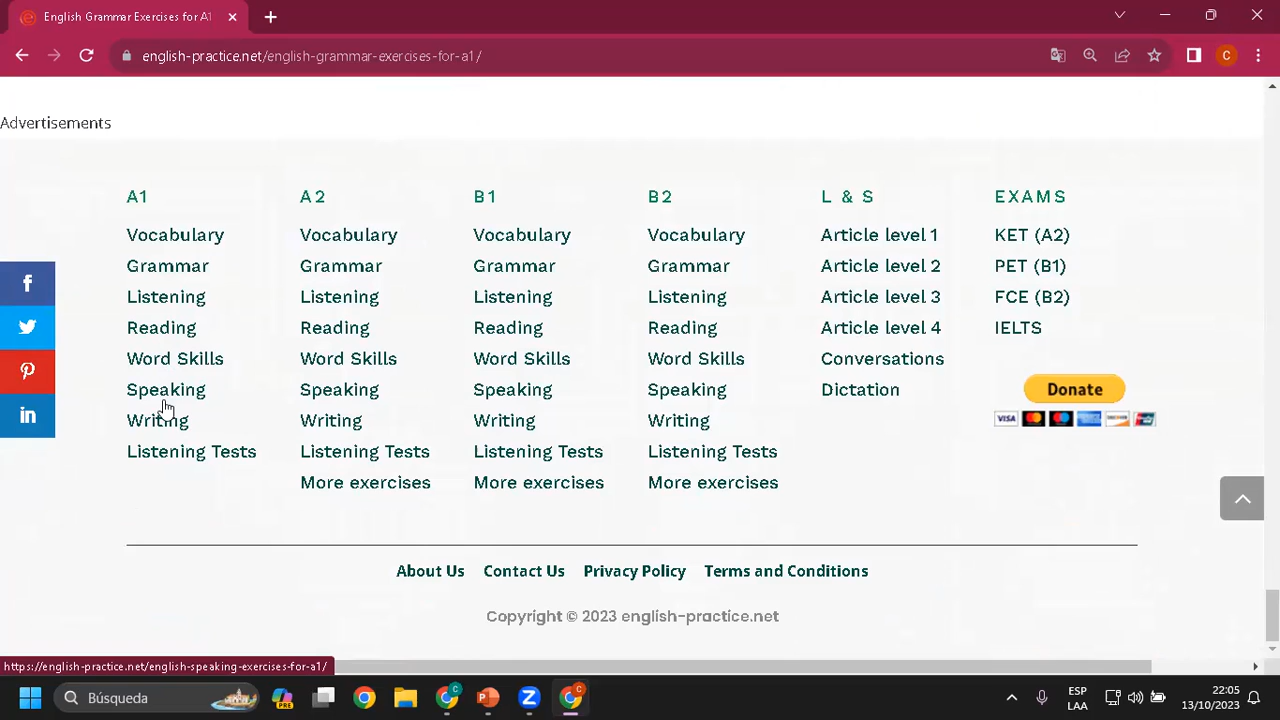 English Grammar Exercises for A1
english-practice.net/english-grammar-exercises-for-a1/
C
Advertisements
A1 A2 B1 B2 L & S EXAMS
Vocabulary Vocabulary Vocabulary Vocabulary Article level 1 KET (A2)
Grammar Grammar Grammar Grammar Article level 2 PET (B1)
Listening Listening Listening Listening Article level 3 FCE (B2)
Reading Reading Reading Reading Article level 4 IELTS
Word Skills Word Skills Word Skills Word Skills Conversations
Speaking Speaking Speaking Speaking Dictation Donate
Writing Writing Writing Writing VISA
Listening Tests Listening Tests Listening Tests Listening Tests
More exercises More exercises More exercises
About Us Contact Us Privacy Policy Terms and Conditions
Copyright © 2023 english-practice.net
https://english-practice.net/english-speaking-exercises-for-a1/
Búsqueda PRE ESP 22:05
LAA 13/10/2023